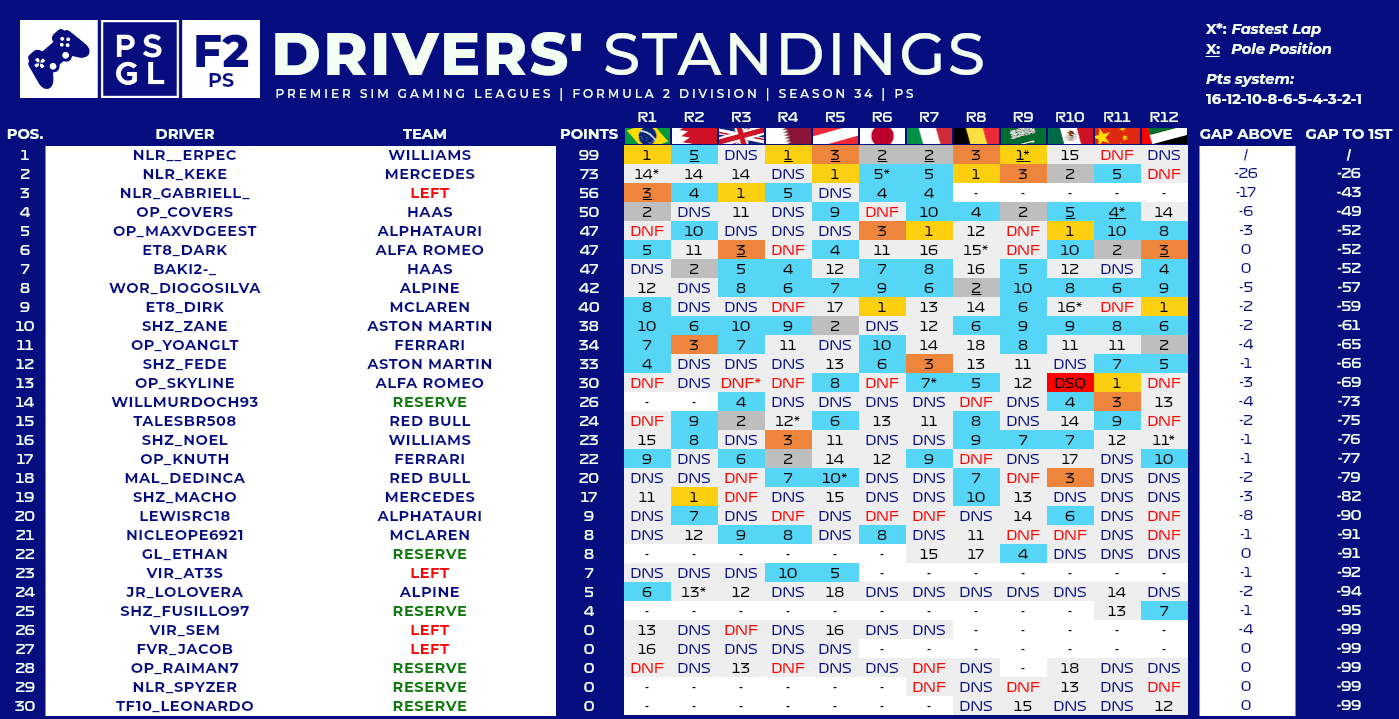 PS GL F2 PS DRIVERS' STANDINGS
PREMIER SIM GAMING LEAGUES | FORMULA 2 DIVISION | SEASON 34 | PS
X*: Fastest Lap
X: Pole Position
Pts system:
16-12-10-8-6-5-4-3-2-1
POS. DRIVER TEAM POINTS R1 R2 R3 R4 R5 R6 R7 R8 R9 R10 R11 R12 GAP ABOVE GAP TO 1ST
1 NLR__ERPEC WILLIAMS 99 1 5 DNS 1 3 2 2 3 1* 15 DNF DNS / /
2 NLR_KEKE MERCEDES 73 14* 14 14 DNS 1 5* 5 1 3 2 5 DNF -26 -26
3 NLR_GABRIELL_ LEFT 56 3 4 1 5 DNS 4 4 - - - - - -17 -43
4 OP_COVERS HAAS 50 2 DNS 11 DNS 9 DNF 10 4 2 5 4* 14 -6 -49
5 OP_MAXVDGEEST ALPHATAURI 47 DNF 10 DNS DNS DNS 3 1 12 DNF 1 10 8 -3 -52
6 ET8_DARK ALFA ROMEO 47 5 11 3 DNF 4 11 16 15* DNF 10 2 3 0 -52
7 BAKI2-_ HAAS 47 DNS 2 5 4 12 7 8 16 5 12 DNS 4 0 -52
8 WOR_DIOGOSILVA ALPINE 42 12 DNS 8 6 7 9 6 2 10 8 6 9 -5 -57
9 ET8_DIRK MCLAREN 40 8 DNS DNS DNF 17 1 13 14 6 16* DNF 1 -2 -59
10 SHZ_ZANE ASTON MARTIN 38 10 6 10 9 2 DNS 12 6 9 9 8 6 -2 -61
11 OP_YOANGLT FERRARI 34 7 3 7 11 DNS 10 14 18 8 11 11 2 -4 -65
12 SHZ_FEDE ASTON MARTIN 33 4 DNS DNS DNS 13 6 3 13 11 DNS 7 5 -1 -66
13 OP_SKYLINE ALFA ROMEO 30 DNF DNS DNF* DNF 8 DNF 7* 5 12 DSQ 1 DNF -3 -69
14 WILLMURDOCH93 RESERVE 26 - - 4 DNS DNS DNS DNS DNF DNS 4 3 13 -4 -73
15 TALESBR508 RED BULL 24 DNF 9 2 12* 6 13 11 8 DNS 14 9 DNF -2 -75
16 SHZ_NOEL WILLIAMS 23 15 8 DNS 3 11 DNS DNS 9 7 7 12 11* -1 -76
17 OP_KNUTH FERRARI 22 9 DNS 6 2 14 12 9 DNF DNS 17 DNS 10 -1 -77
18 MAL_DEDINCA RED BULL 20 DNS DNS DNF 7 10* DNS DNS 7 DNF 3 DNS DNS -2 -79
19 SHZ_MACHO MERCEDES 17 11 1 DNF DNS 15 DNS DNS 10 13 DNS DNS DNS -3 -82
20 LEWISRC18 ALPHATAURI 9 DNS 7 DNS DNF DNS DNF DNF DNS 14 6 DNS DNF -8 -90
21 NICLEOPE6921 MCLAREN 8 DNS 12 9 8 DNS 8 DNS 11 DNF DNF DNS DNF -1 -91
22 GL_ETHAN RESERVE 8 - - - - - - 15 17 4 DNS DNS DNS 0 -91
23 VIR_AT3S LEFT 7 DNS DNS DNS 10 5 - - - - - - - -1 -92
24 JR_LOLOVERA ALPINE 5 6 13* 12 DNS 18 DNS DNS DNS DNS DNS 14 DNS -2 -94
25 SHZ_FUSILLO97 RESERVE 4 - - - - - - - - - - 13 7 -1 -95
26 VIR_SEM LEFT 0 13 DNS DNF DNS 16 DNS DNS - - - - - -4 -99
27 FVR_JACOB LEFT 0 16 DNS DNS DNS DNS - - - - - - - 0 -99
28 OP_RAIMAN7 RESERVE 0 DNF DNS 13 DNF DNS DNS DNF DNS - 18 DNS DNS 0 -99
29 NLR_SPYZER RESERVE 0 - - - - - - DNF DNS DNF 13 DNS DNF 0 -99
30 TF10_LEONARDO RESERVE 0 - - - - - - - DNS 15 DNS DNS 12 0 -99